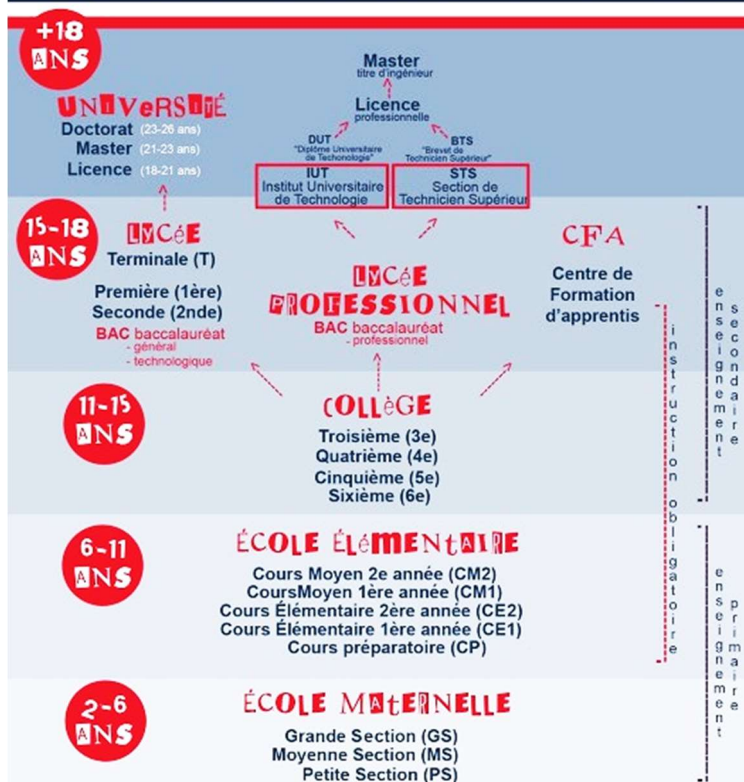 +18
ANS
UNIVERSITÉ
Doctorat (23-26 ans)
Master (21-23 ans)
Licence (18-21 ans)
Master
titre d'ingénieur
Licence
professionnelle
DUT
"Diplôme Universitaire
de Techonologie"
BTS
"Brevet de
Technicien Supérieur"
IUT
Institut Universitaire
de Technologie
STS
Section de
Technicien Supérieur
15-18
ANS
LYCÉE
Terminale (T)
Première (1ère)
Seconde (2nde)
BAC baccalauréat
- général
- technologique
LYCÉE
PROFESSIONNEL
BAC baccalauréat
- professionnel
CFA
Centre de
Formation
d'apprentis
enseignement
secondaire
instruction obligatoire
11-15
ANS
COLLÈGE
Troisième (3e)
Quatrième (4e)
Cinquième (5e)
Sixième (6e)
6-11
ANS
ÉCOLE ÉLÉMENTAIRE
Cours Moyen 2e année (CM2)
CoursMoyen 1ère année (CM1)
Cours Élémentaire 2ère année (CE2)
Cours Élémentaire 1ère année (CE1)
Cours préparatoire (CP)
enseignement
primaire
2-6
ANS
ÉCOLE MATERNELLE
Grande Section (GS)
Moyenne Section (MS)
Petite Section (PS)